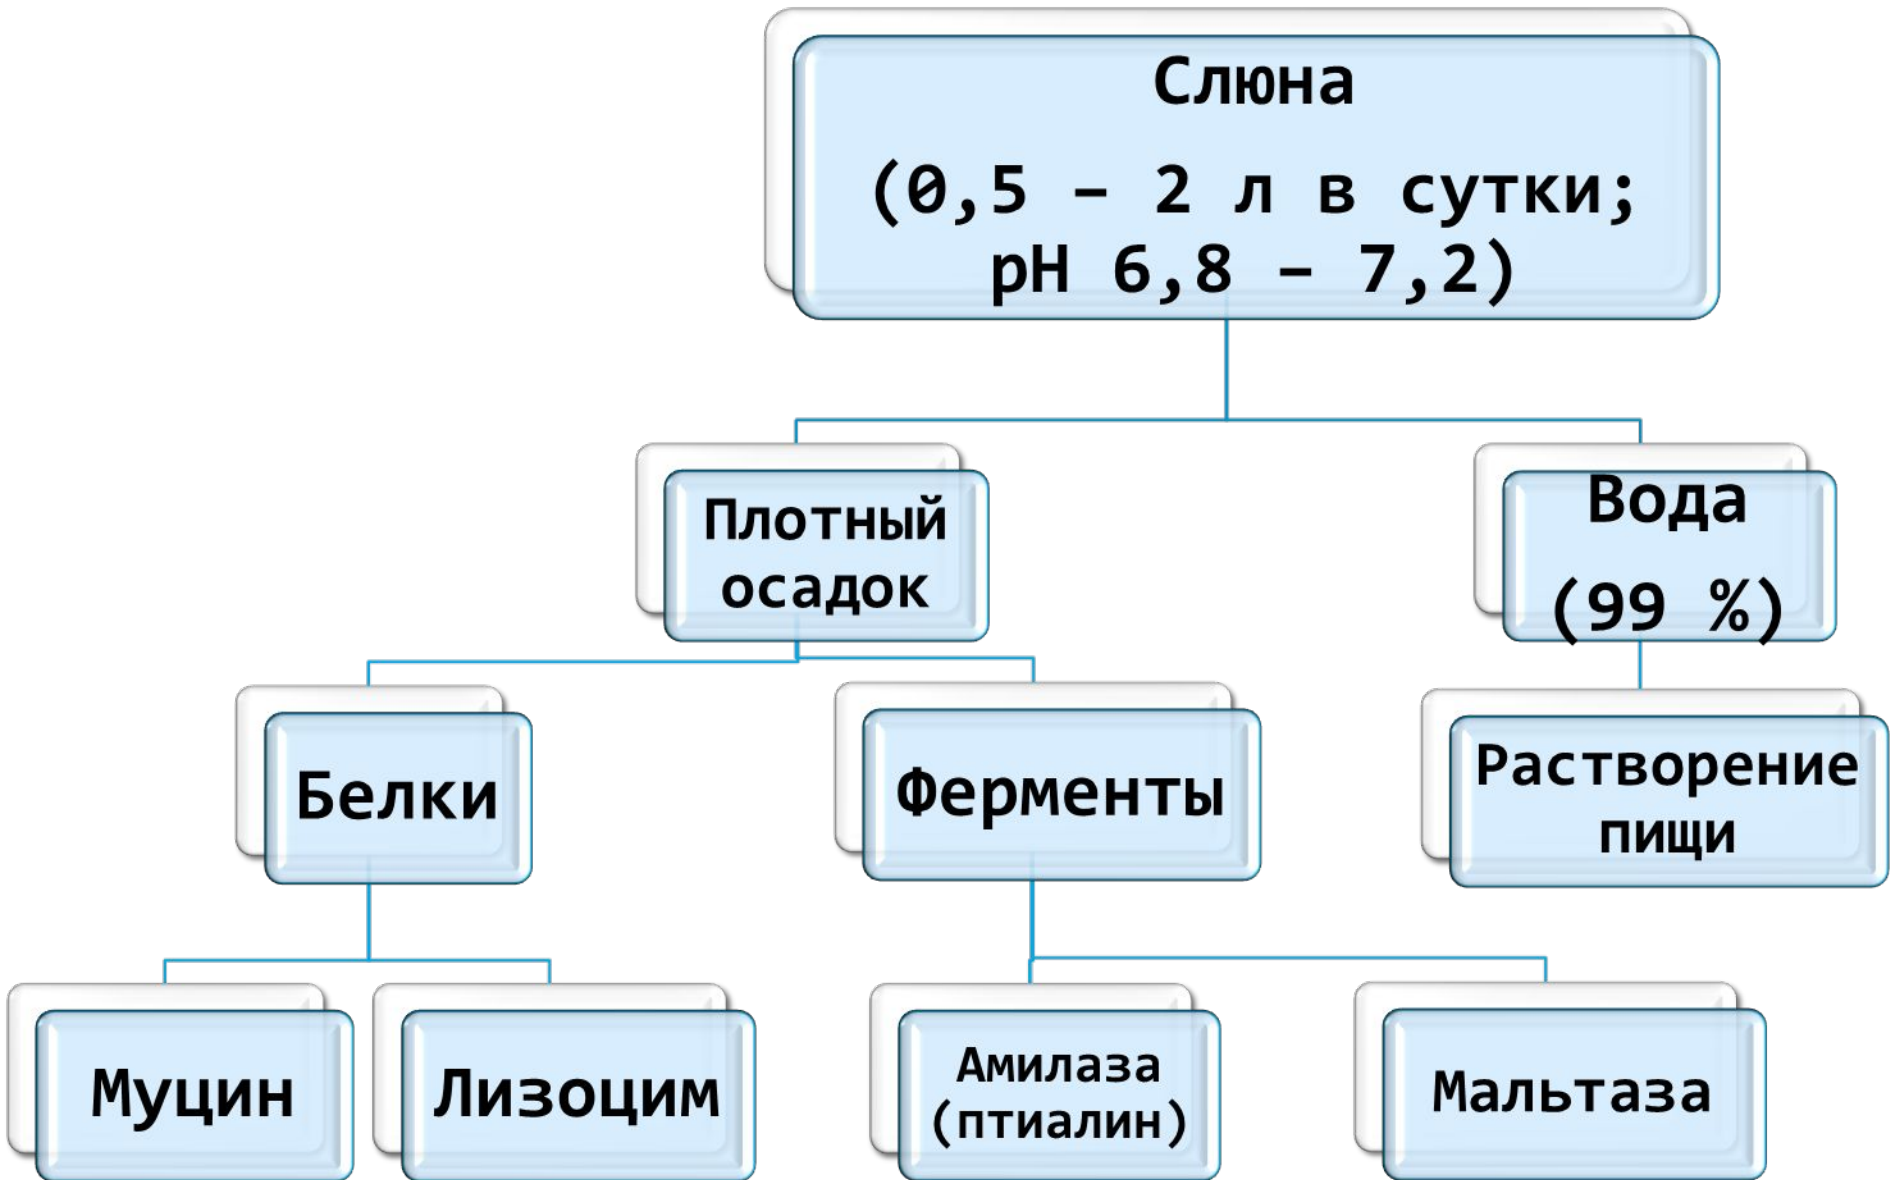 Слюна
(0,5 – 2 л в сутки;
рН 6,8 – 7,2)
Плотный
осадок
Вода
(99 %)
Белки
Ферменты
Растворение
пищи
Муцин
Лизоцим
Амилаза
(птиалин)
Мальтаза